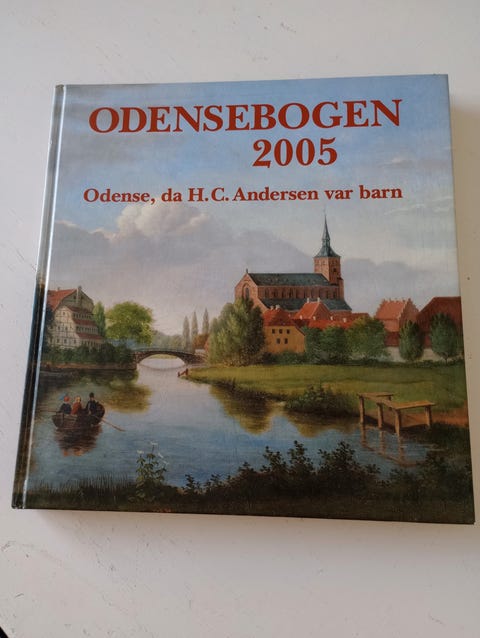 ODENSEBOGEN
2005
Odense, da H.C. Andersen var barn